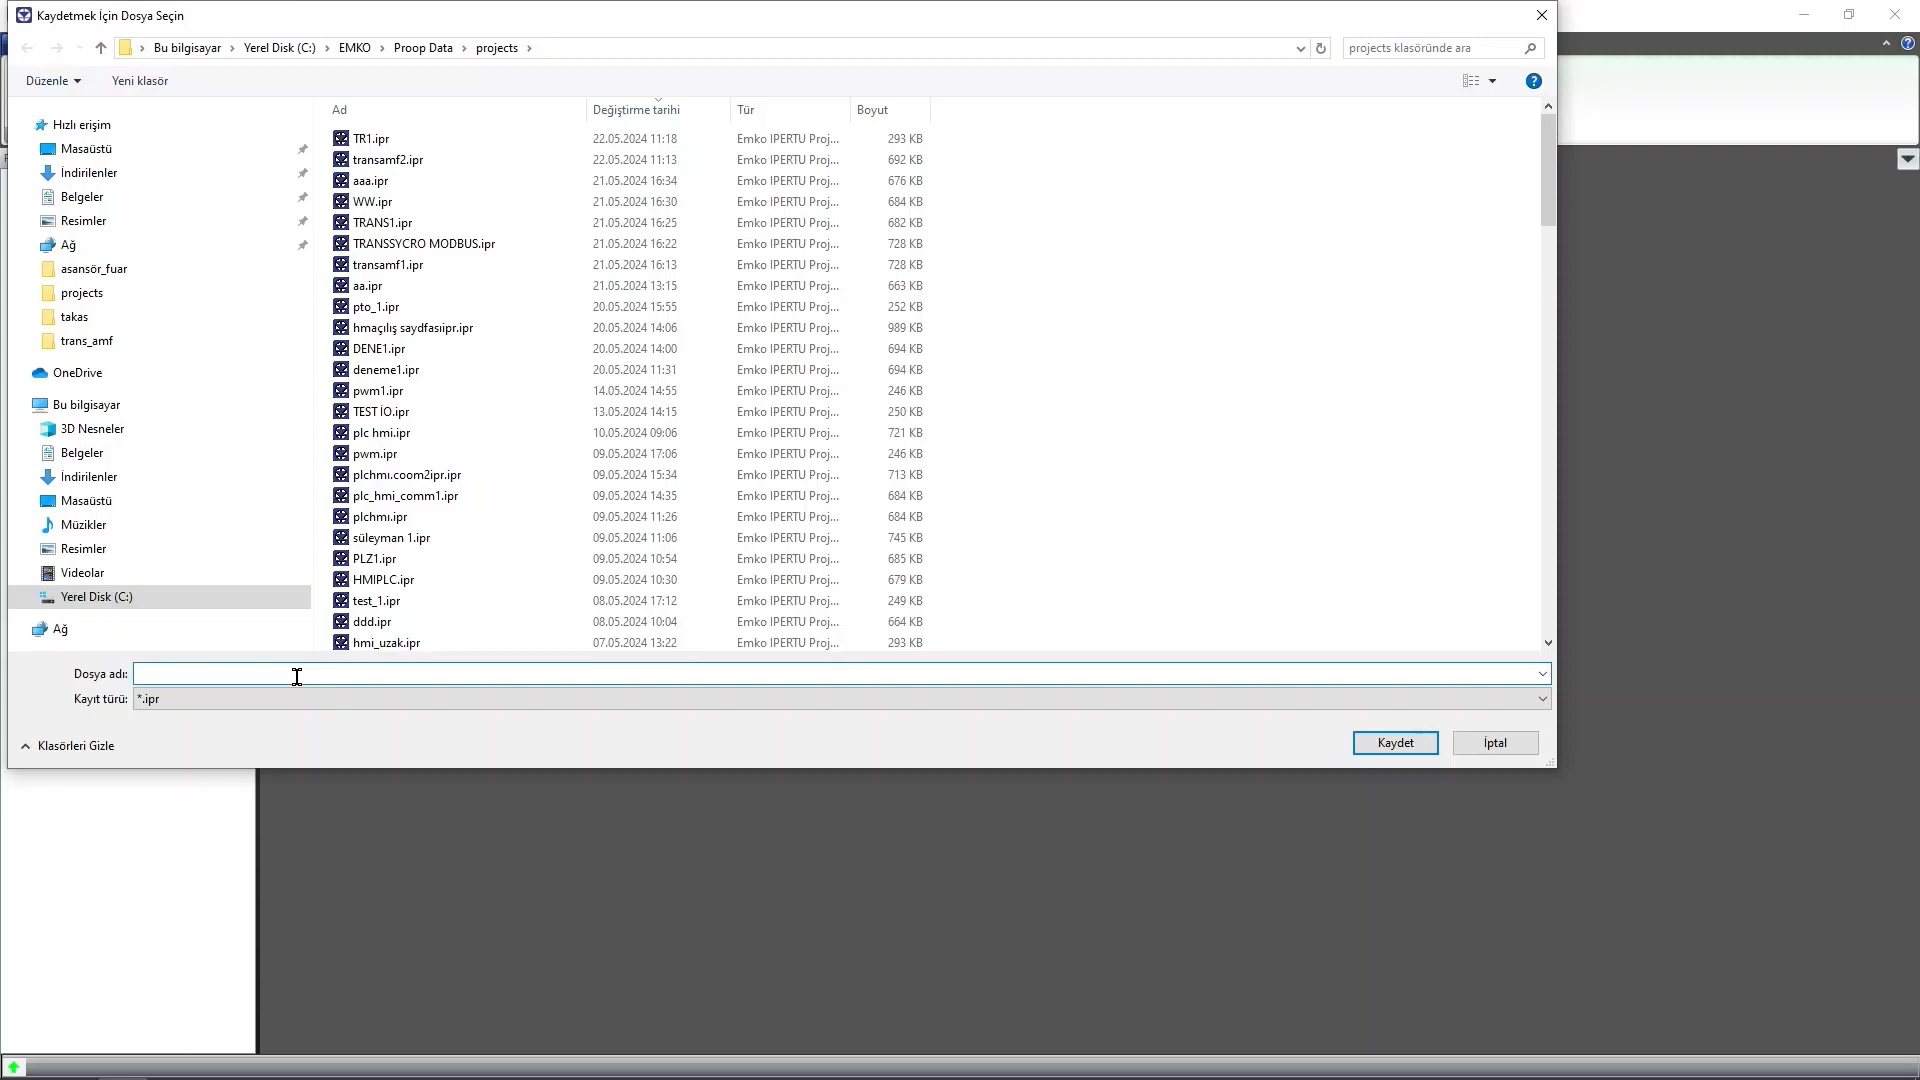 Kaydetmek İçin Dosya Seçin
Bu bilgisayar > Yerel Disk (C:) > EMKO > Proop Data > projects >
projects klasöründe ara
Düzenle
Yeni klasör
Hızlı erişim
Masaüstü
İndirilenler
Belgeler
Resimler
Ağ
asansör_fuar
projects
takas
trans_amf
OneDrive
Bu bilgisayar
3D Nesneler
Belgeler
İndirilenler
Masaüstü
Müzikler
Resimler
Videolar
Yerel Disk (C:)
Ağ
Ad Değiştirme tarihi Tür Boyut
TR1.ipr 22.05.2024 11:18 Emko IPERTU Proj... 293 KB
transamf2.ipr 22.05.2024 11:13 Emko IPERTU Proj... 692 KB
aaa.ipr 21.05.2024 16:34 Emko IPERTU Proj... 676 KB
WW.ipr 21.05.2024 16:30 Emko IPERTU Proj... 684 KB
TRANS1.ipr 21.05.2024 16:25 Emko IPERTU Proj... 682 KB
TRANSSYCRO MODBUS.ipr 21.05.2024 16:22 Emko IPERTU Proj... 728 KB
transamf1.ipr 21.05.2024 16:13 Emko IPERTU Proj... 728 KB
aa.ipr 21.05.2024 13:15 Emko IPERTU Proj... 663 KB
pto_1.ipr 20.05.2024 15:55 Emko IPERTU Proj... 252 KB
hmaçılış saydfasıipr.ipr 20.05.2024 14:06 Emko IPERTU Proj... 989 KB
DENE1.ipr 20.05.2024 14:00 Emko IPERTU Proj... 694 KB
deneme1.ipr 20.05.2024 11:31 Emko IPERTU Proj... 694 KB
pwm1.ipr 14.05.2024 14:55 Emko IPERTU Proj... 246 KB
TEST İO.ipr 13.05.2024 14:15 Emko IPERTU Proj... 250 KB
plc hmi.ipr 10.05.2024 09:06 Emko IPERTU Proj... 721 KB
pwm.ipr 09.05.2024 17:06 Emko IPERTU Proj... 246 KB
plchmı.coom2ipr.ipr 09.05.2024 15:34 Emko IPERTU Proj... 713 KB
plc_hmi_comm1.ipr 09.05.2024 14:35 Emko IPERTU Proj... 684 KB
plchmı.ipr 09.05.2024 11:26 Emko IPERTU Proj... 684 KB
süleyman 1.ipr 09.05.2024 11:06 Emko IPERTU Proj... 745 KB
PLZ1.ipr 09.05.2024 10:54 Emko IPERTU Proj... 685 KB
HMIPLC.ipr 09.05.2024 10:30 Emko IPERTU Proj... 679 KB
test_1.ipr 08.05.2024 17:12 Emko IPERTU Proj... 249 KB
ddd.ipr 08.05.2024 10:04 Emko IPERTU Proj... 664 KB
hmi_uzak.ipr 07.05.2024 13:22 Emko IPERTU Proj... 293 KB
Dosya adı:
Kayıt türü: *.ipr
Klasörleri Gizle
Kaydet
İptal